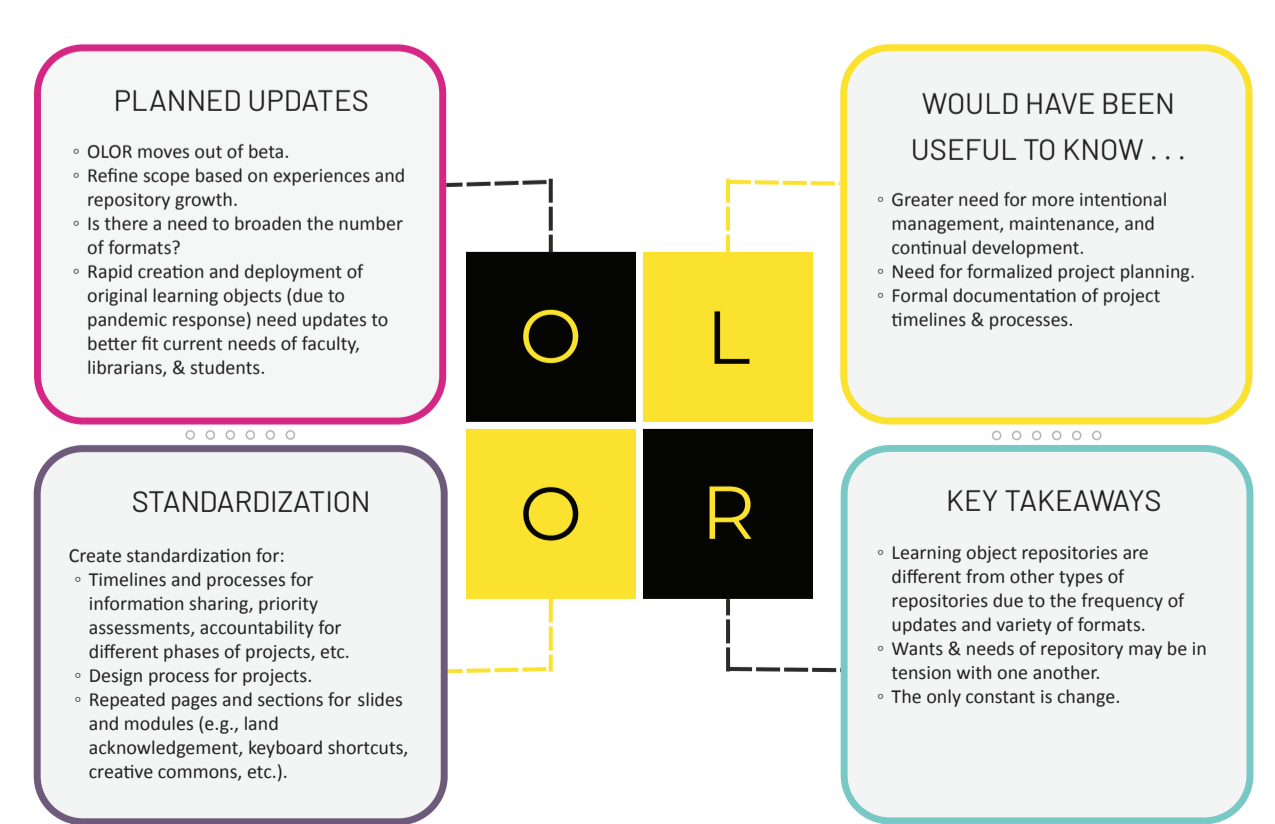 PLANNED UPDATES
◦ OLOR moves out of beta.
◦ Refine scope based on experiences and
repository growth.
◦ Is there a need to broaden the number
of formats?
◦ Rapid creation and deployment of
original learning objects (due to
pandemic response) need updates to
better fit current needs of faculty,
librarians, & students.
WOULD HAVE BEEN
USEFUL TO KNOW . . .
◦ Greater need for more intentional
management, maintenance, and
continual development.
◦ Need for formalized project planning.
◦ Formal documentation of project
timelines & processes.
O L
O R
STANDARDIZATION
Create standardization for:
◦ Timelines and processes for
information sharing, priority
assessments, accountability for
different phases of projects, etc.
◦ Design process for projects.
◦ Repeated pages and sections for slides
and modules (e.g., land
acknowledgement, keyboard shortcuts,
creative commons, etc.).
KEY TAKEAWAYS
◦ Learning object repositories are
different from other types of
repositories due to the frequency of
updates and variety of formats.
◦ Wants & needs of repository may be in
tension with one another.
◦ The only constant is change.